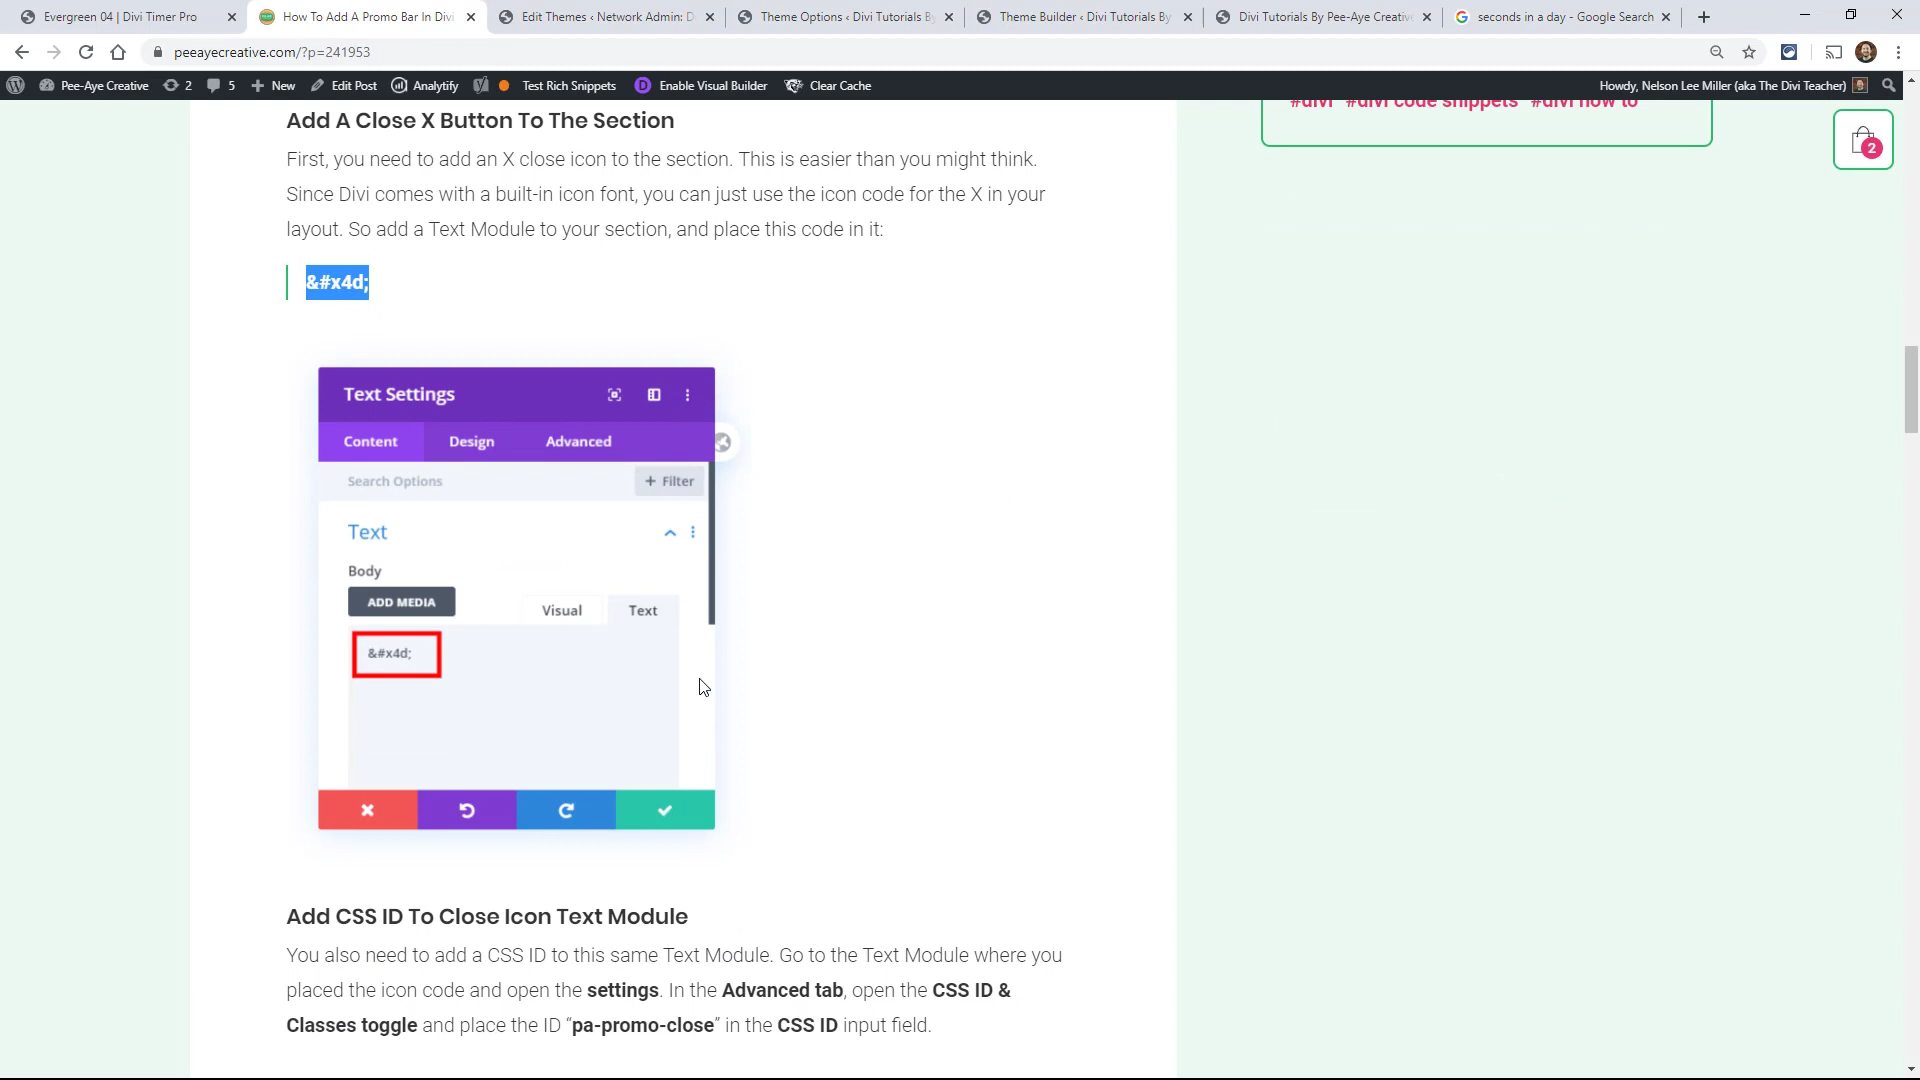 Evergreen 04 | Divi Timer Pro
How To Add A Promo Bar In Divi
Edit Themes ‹ Network Admin: D
Theme Options ‹ Divi Tutorials By
Theme Builder ‹ Divi Tutorials By
Divi Tutorials By Pee-Aye Creative
seconds in a day - Google Search
peeayecreative.com/?p=241953
Pee-Aye Creative
2
5
New
Edit Post
Analytify
Test Rich Snippets
Enable Visual Builder
Clear Cache
Howdy, Nelson Lee Miller (aka The Divi Teacher)
#divi #divi code snippets #divi how to
2
Add A Close X Button To The Section
First, you need to add an X close icon to the section. This is easier than you might think.
Since Divi comes with a built-in icon font, you can just use the icon code for the X in your
layout. So add a Text Module to your section, and place this code in it:
&#x4d;
Text Settings
Content
Design
Advanced
Search Options
+ Filter
Text
Body
ADD MEDIA
Visual
Text
&#x4d;
Add CSS ID To Close Icon Text Module
You also need to add a CSS ID to this same Text Module. Go to the Text Module where you
placed the icon code and open the settings. In the Advanced tab, open the CSS ID &
Classes toggle and place the ID “pa-promo-close” in the CSS ID input field.